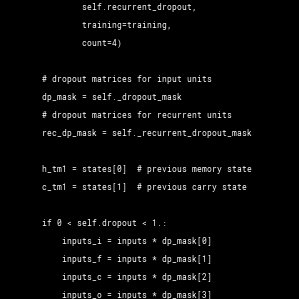 self.recurrent_dropout,
training=training,
count=4)
# dropout matrices for input units
dp_mask = self._dropout_mask
# dropout matrices for recurrent units
rec_dp_mask = self._recurrent_dropout_mask
h_tm1 = states[0]  # previous memory state
c_tm1 = states[1]  # previous carry state
if 0 < self.dropout < 1.:
inputs_i = inputs * dp_mask[0]
inputs_f = inputs * dp_mask[1]
inputs_c = inputs * dp_mask[2]
inputs_o = inputs * dp_mask[3]